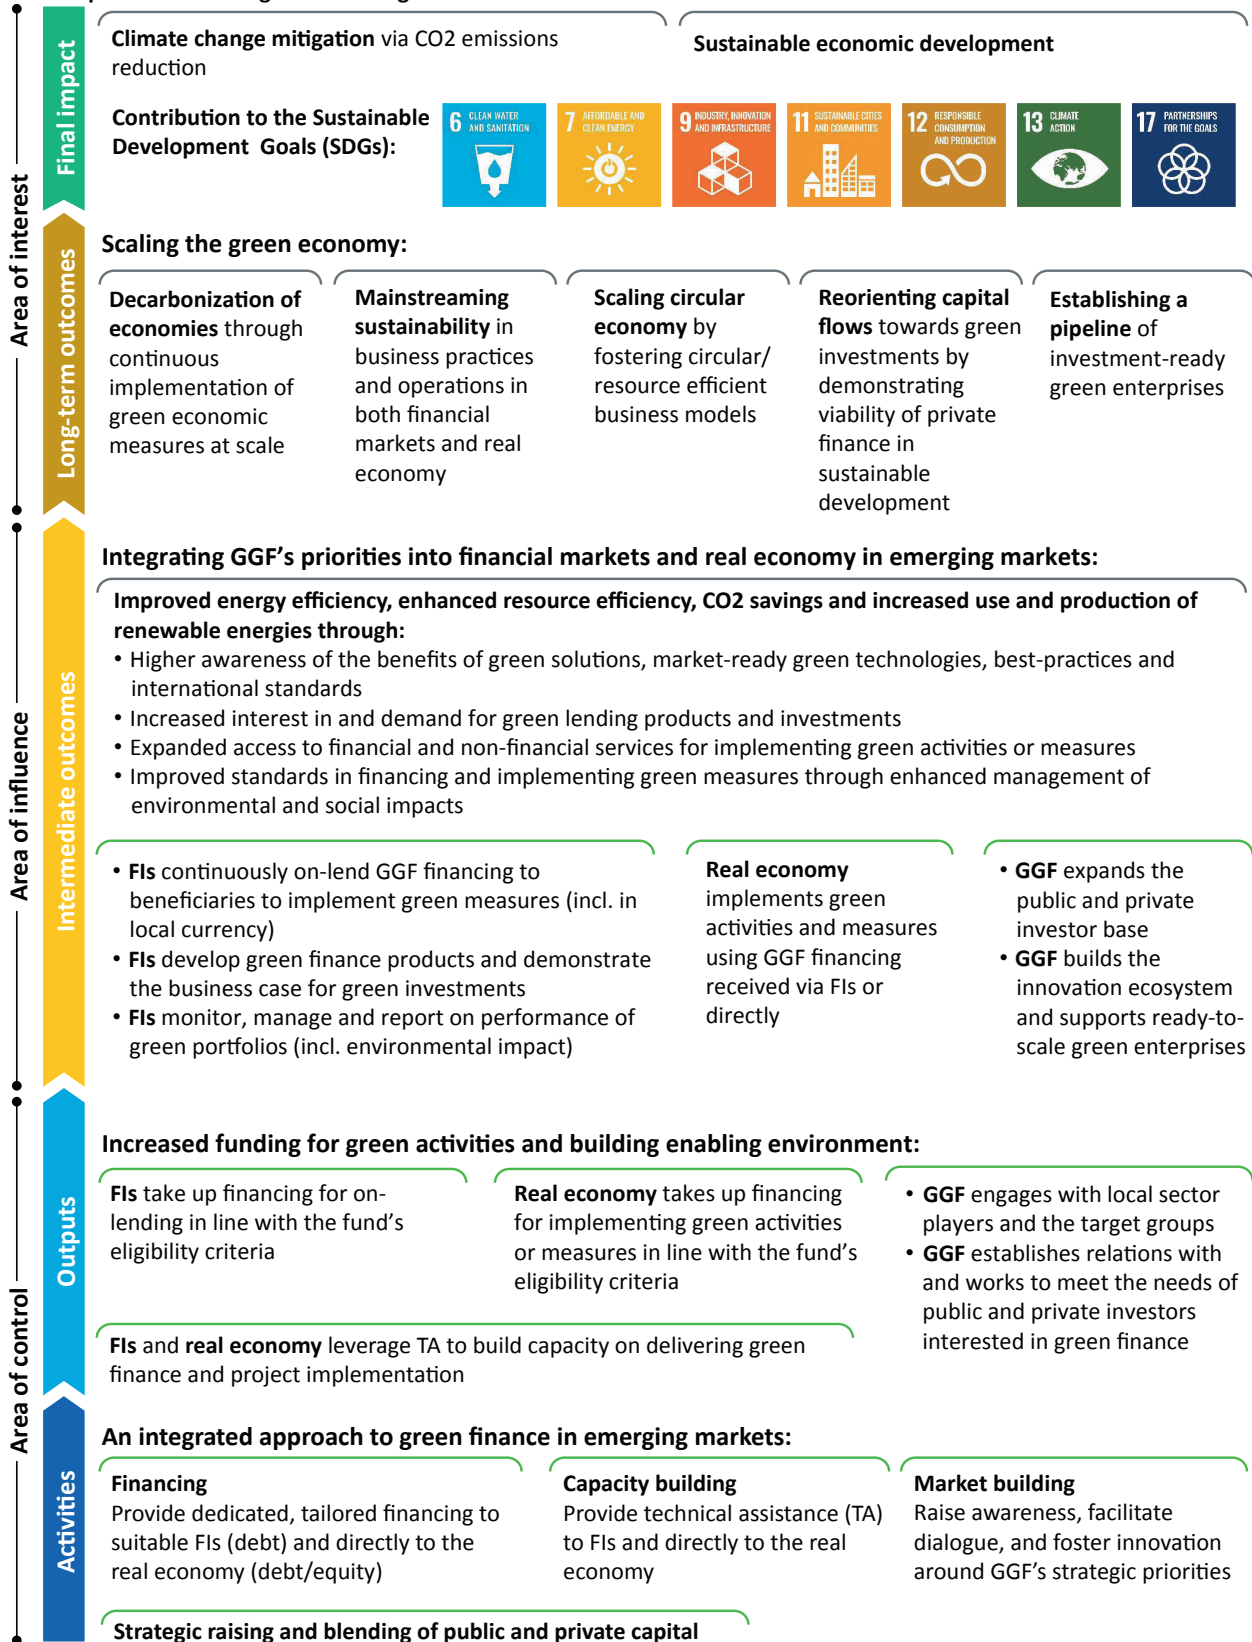 Climate change mitigation via CO2 emissions
reduction
Sustainable economic development
Contribution to the Sustainable
Development Goals (SDGs):
6 CLEAN WATER
AND SANITATION
7 AFFORDABLE AND
CLEAN ENERGY
9 INDUSTRY, INNOVATION
AND INFRASTRUCTURE
11 SUSTAINABLE CITIES
AND COMMUNITIES
12 RESPONSIBLE
CONSUMPTION
AND PRODUCTION
13 CLIMATE
ACTION
17 PARTNERSHIPS
FOR THE GOALS
Final impact
Area of interest
Long-term outcomes
Scaling the green economy:
Decarbonization of
economies through
continuous
implementation of
green economic
measures at scale
Mainstreaming
sustainability in
business practices
and operations in
both financial
markets and real
economy
Scaling circular
economy by
fostering circular/
resource efficient
business models
Reorienting capital
flows towards green
investments by
demonstrating
viability of private
finance in
sustainable
development
Establishing a
pipeline of
investment-ready
green enterprises
Area of influence
Intermediate outcomes
Integrating GGF's priorities into financial markets and real economy in emerging markets:
Improved energy efficiency, enhanced resource efficiency, CO2 savings and increased use and production of
renewable energies through:
• Higher awareness of the benefits of green solutions, market-ready green technologies, best-practices and
international standards
• Increased interest in and demand for green lending products and investments
• Expanded access to financial and non-financial services for implementing green activities or measures
• Improved standards in financing and implementing green measures through enhanced management of
environmental and social impacts
• FIs continuously on-lend GGF financing to
beneficiaries to implement green measures (incl. in
local currency)
• FIs develop green finance products and demonstrate
the business case for green investments
• FIs monitor, manage and report on performance of
green portfolios (incl. environmental impact)
Real economy
implements green
activities and measures
using GGF financing
received via FIs or
directly
• GGF expands the
public and private
investor base
• GGF builds the
innovation ecosystem
and supports ready-to-
scale green enterprises
Area of control
Outputs
Increased funding for green activities and building enabling environment:
FIs take up financing for on-
lending in line with the fund's
eligibility criteria
Real economy takes up financing
for implementing green activities
or measures in line with the fund's
eligibility criteria
• GGF engages with local sector
players and the target groups
• GGF establishes relations with
and works to meet the needs of
public and private investors
interested in green finance
FIs and real economy leverage TA to build capacity on delivering green
finance and project implementation
Activities
An integrated approach to green finance in emerging markets:
Financing
Provide dedicated, tailored financing to
suitable FIs (debt) and directly to the
real economy (debt/equity)
Capacity building
Provide technical assistance (TA)
to FIs and directly to the real
economy
Market building
Raise awareness, facilitate
dialogue, and foster innovation
around GGF's strategic priorities
Strategic raising and blending of public and private capital